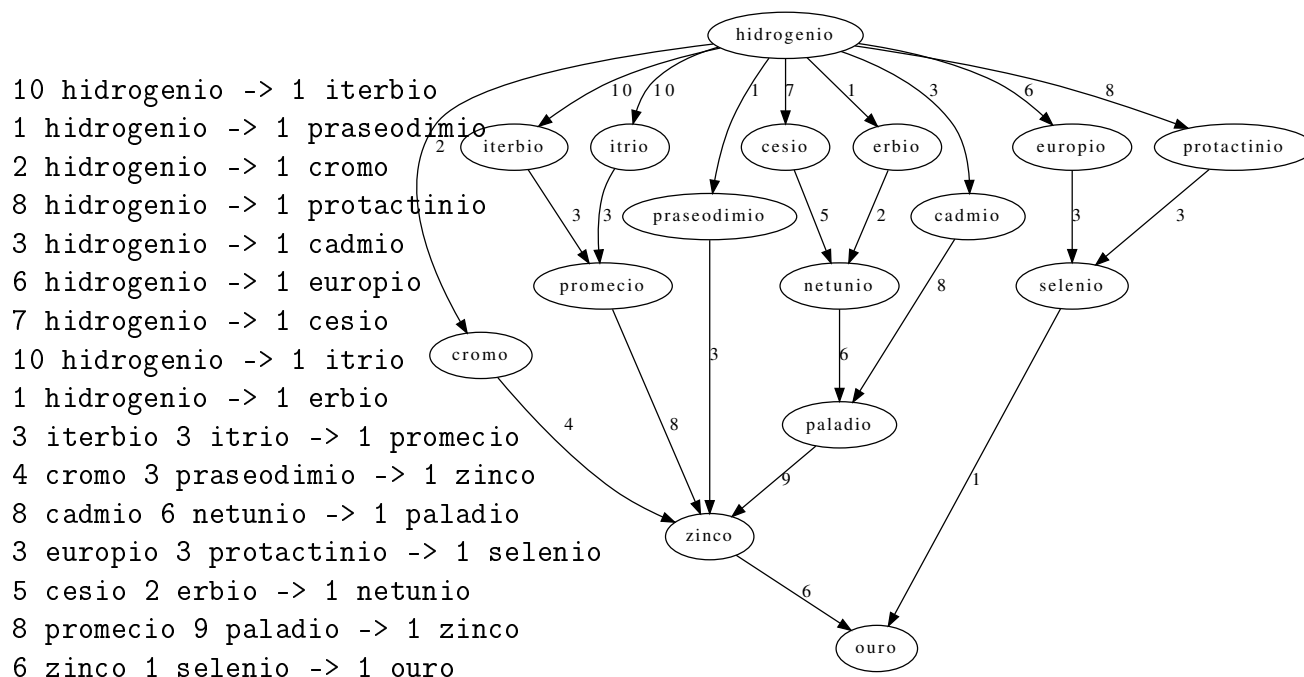 10 hidrogenio -> 1 iterbio
1 hidrogenio -> 1 praseodimio
2 hidrogenio -> 1 cromo
8 hidrogenio -> 1 protactinio
3 hidrogenio -> 1 cadmio
6 hidrogenio -> 1 europio
7 hidrogenio -> 1 cesio
10 hidrogenio -> 1 itrio
1 hidrogenio -> 1 erbio
3 iterbio 3 itrio -> 1 promecio
4 cromo 3 praseodimio -> 1 zinco
8 cadmio 6 netunio -> 1 paladio
3 europio 3 protactinio -> 1 selenio
5 cesio 2 erbio -> 1 netunio
8 promecio 9 paladio -> 1 zinco
6 zinco 1 selenio -> 1 ouro
hidrogenio
10 10 1 7 1 3 6 8
2 iterbio itrio cesio erbio europio protactinio
3 3 praseodimio 5 2 cadmio 3 3
promecio netunio 8 selenio
cromo 3 6
4 8 paladio
9 1
zinco
6
ouro